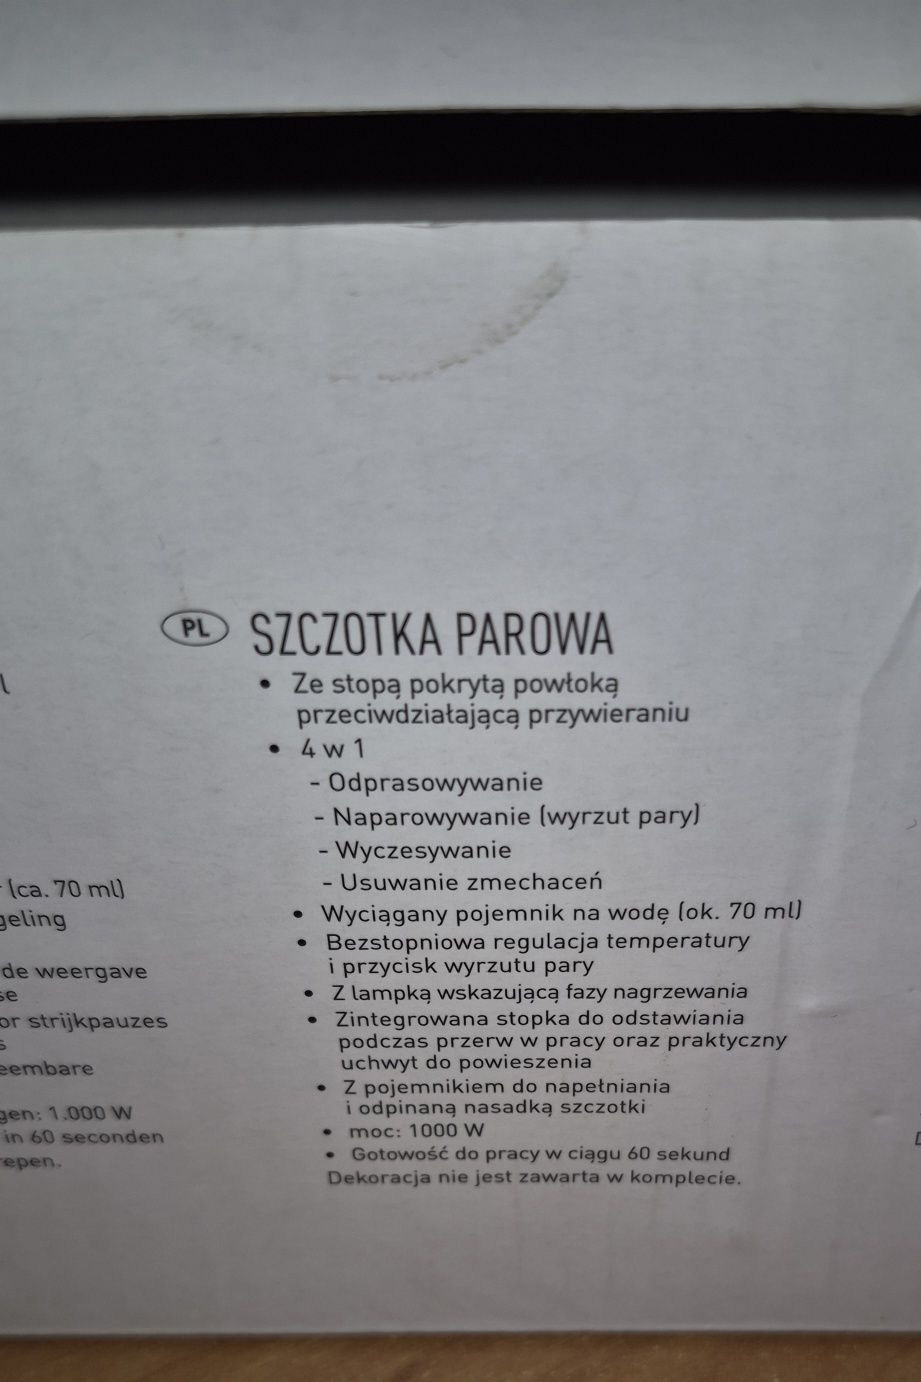 PL SZCZOTKA PAROWA
• Ze stopą pokrytą powłoką
przeciwdziałającą przywieraniu
• 4 w 1
- Odprasowywanie
- Naparowywanie (wyrzut pary)
- Wyczesywanie
- Usuwanie zmechaceń
• Wyciągany pojemnik na wodę (ok. 70 ml)
• Bezstopniowa regulacja temperatury
i przycisk wyrzutu pary
• Z lampką wskazującą fazy nagrzewania
• Zintegrowana stopka do odstawiania
podczas przerw w pracy oraz praktyczny
uchwyt do powieszenia
• Z pojemnikiem do napełniania
i odpinaną nasadką szczotki
• moc: 1000 W
• Gotowość do pracy w ciągu 60 sekund
Dekoracja nie jest zawarta w komplecie.
(ca. 70 ml)
geling
de weergave
se
or strijkpauzes
s
eembare
gen: 1.000 W
in 60 seconden
repen.